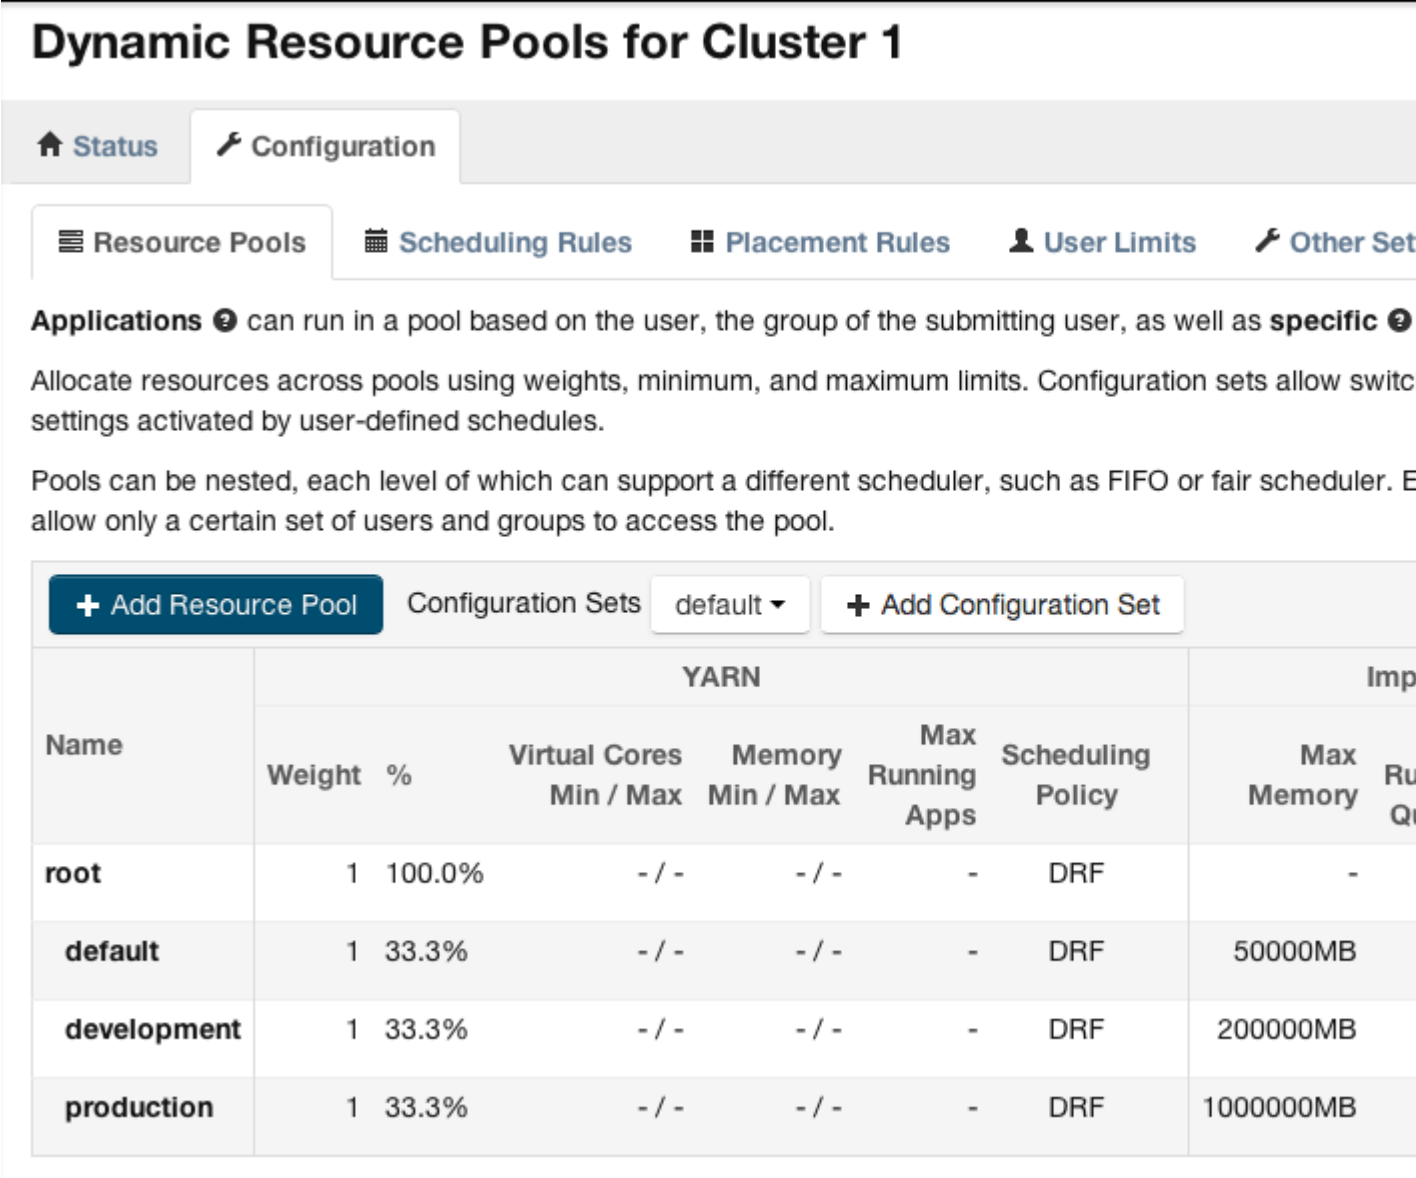 Dynamic Resource Pools for Cluster 1
Status
Configuration
Resource Pools
Scheduling Rules
Placement Rules
User Limits
Other Set
Applications ? can run in a pool based on the user, the group of the submitting user, as well as specific ?
Allocate resources across pools using weights, minimum, and maximum limits. Configuration sets allow switc
settings activated by user-defined schedules.
Pools can be nested, each level of which can support a different scheduler, such as FIFO or fair scheduler. E
allow only a certain set of users and groups to access the pool.
+ Add Resource Pool
Configuration Sets
default
+ Add Configuration Set
Name
YARN
Imp
Weight
%
Virtual Cores
Min / Max
Memory
Min / Max
Max
Running
Apps
Scheduling
Policy
Max
Memory
Ru
Qu
root 1 100.0% - / - - / - - DRF -
default 1 33.3% - / - - / - - DRF 50000MB
development 1 33.3% - / - - / - - DRF 200000MB
production 1 33.3% - / - - / - - DRF 1000000MB